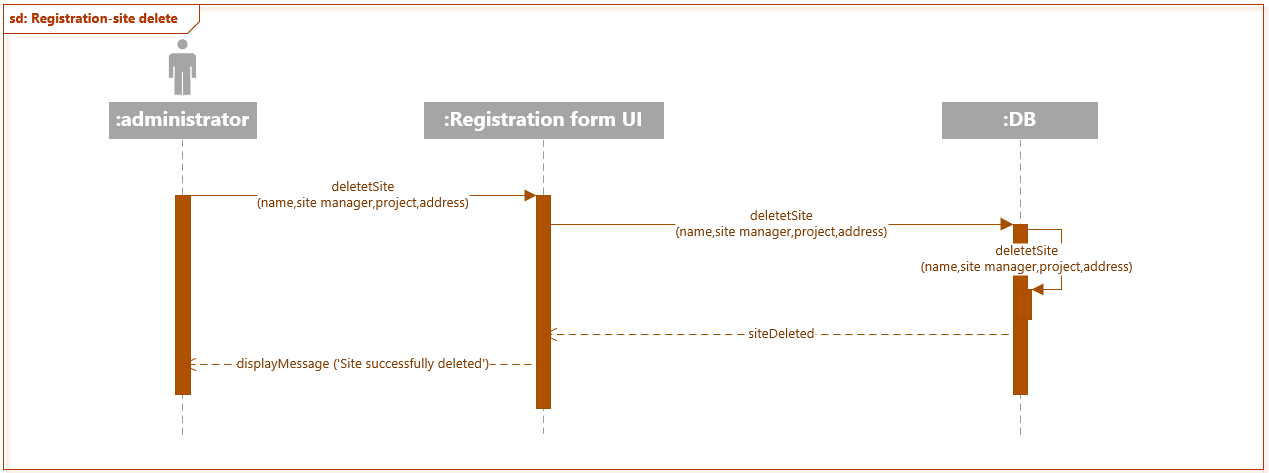 sd: Registration-site delete
:administrator
:Registration form UI
:DB
deletetSite
(name,site manager,project,address)
deletetSite
(name,site manager,project,address)
deletetSite
(name,site manager,project,address)
siteDeleted
displayMessage ('Site successfully deleted')